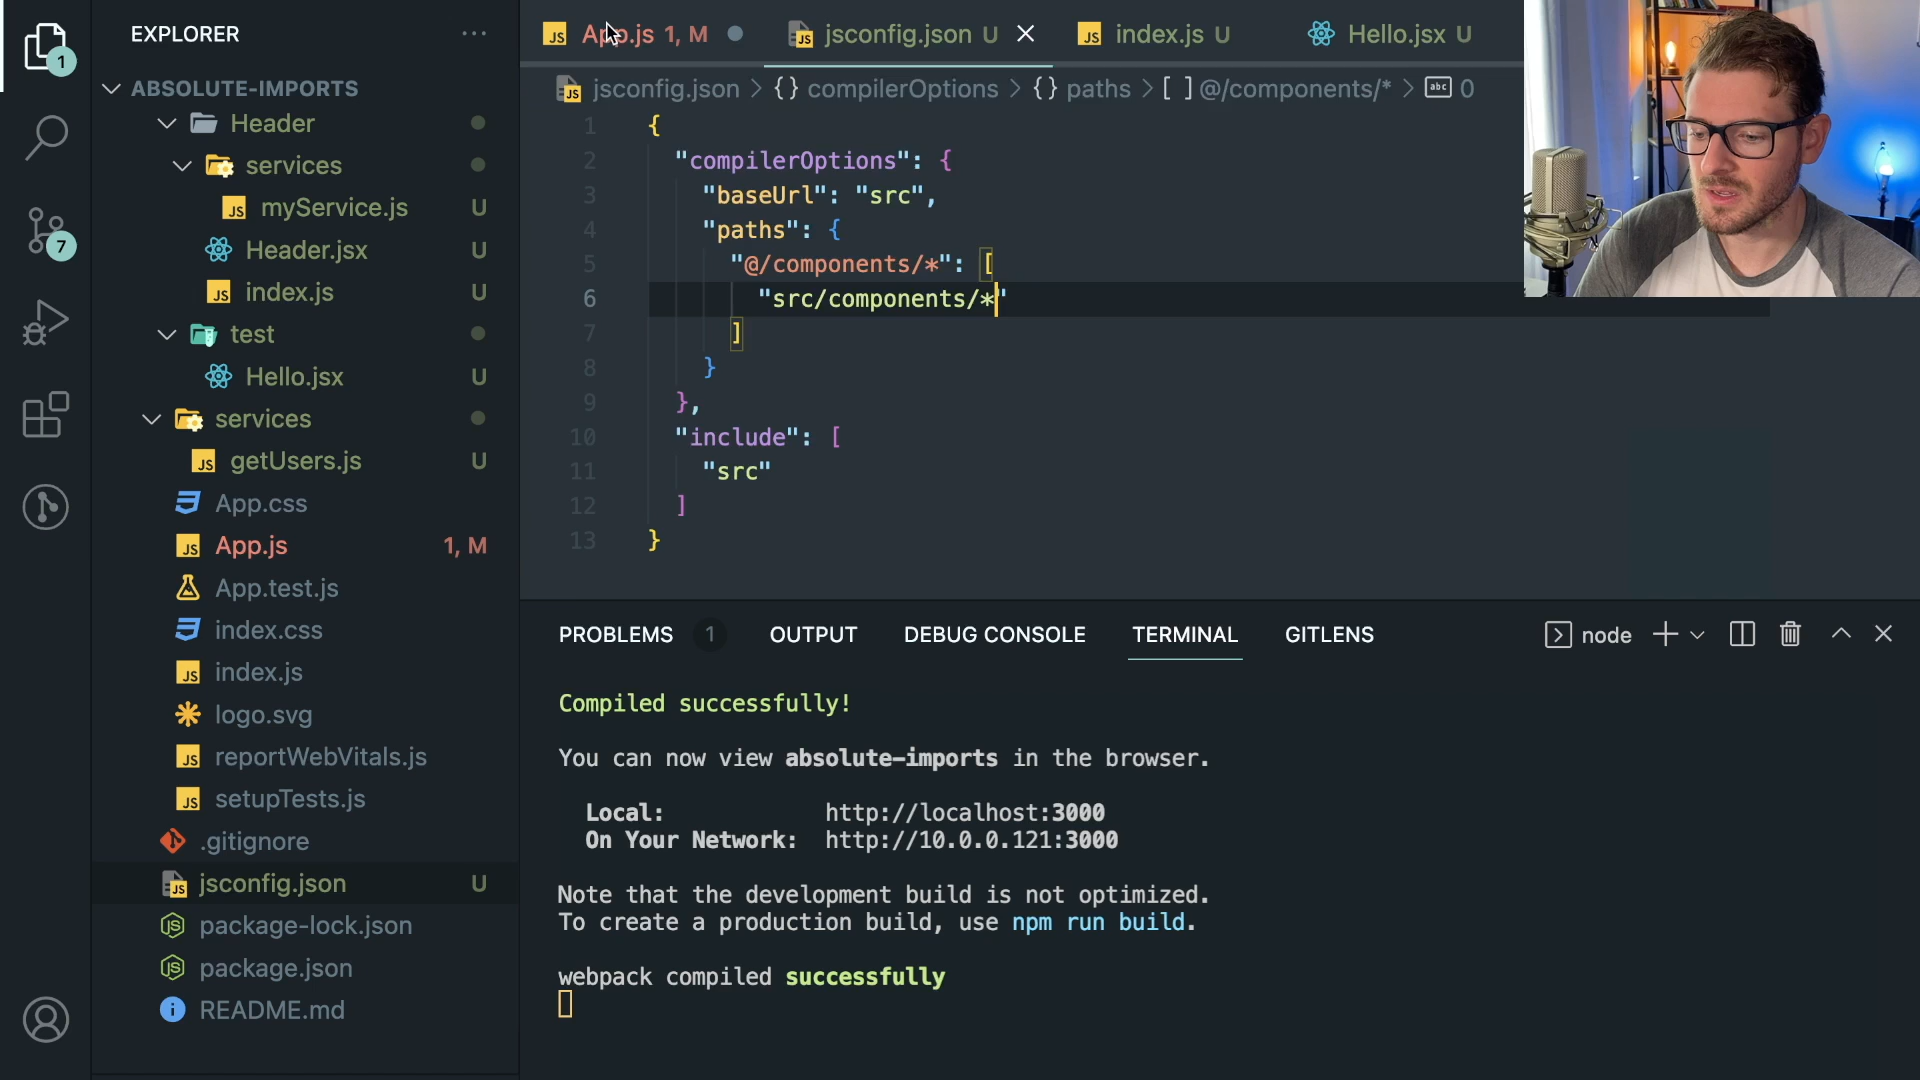 EXPLORER
ABSOLUTE-IMPORTS
Header
services
myService.js U
Header.jsx U
index.js U
test
Hello.jsx U
services
getUsers.js U
App.css
App.js 1, M
App.test.js
index.css
index.js
logo.svg
reportWebVitals.js
setupTests.js
.gitignore
jsconfig.json U
package-lock.json
package.json
README.md
1
7
JS App.js 1, M
JS jsconfig.json U
JS index.js U
Hello.jsx U
jsconfig.json > {} compilerOptions > {} paths > [ ] @/components/* > abc 0
1 {
2 "compilerOptions": {
3 "baseUrl": "src",
4 "paths": {
5 "@/components/*": [
6 "src/components/*"
7 ]
8 }
9 },
10 "include": [
11 "src"
12 ]
13 }
PROBLEMS 1 OUTPUT DEBUG CONSOLE TERMINAL GITLENS
node
Compiled successfully!
You can now view absolute-imports in the browser.
Local: http://localhost:3000
On Your Network: http://10.0.0.121:3000
Note that the development build is not optimized.
To create a production build, use npm run build.
webpack compiled successfully